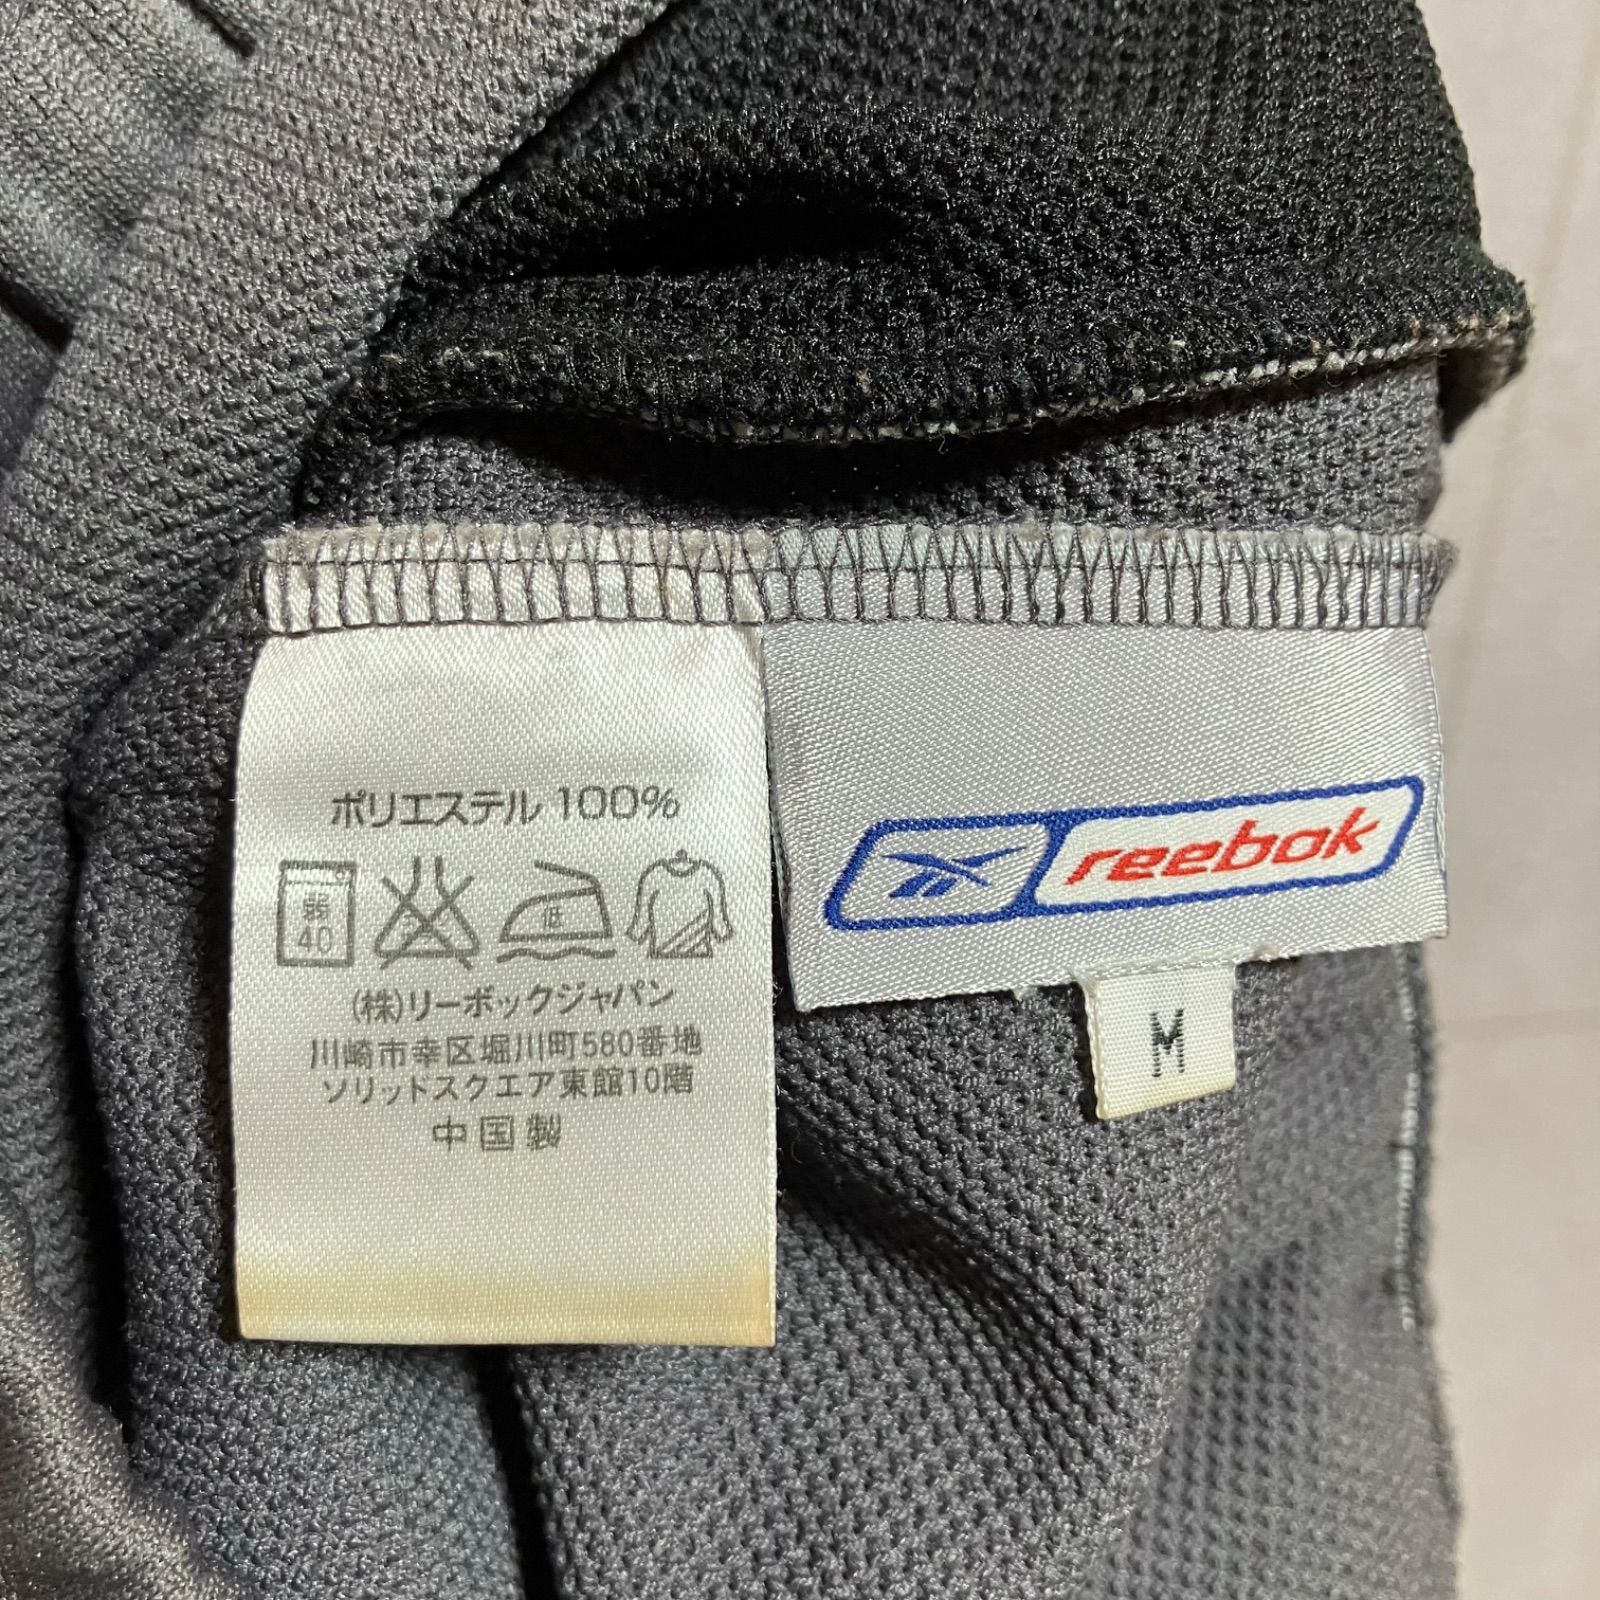 ポリエステル 100%
弱
40
低
(株)リーボックジャパン
川崎市幸区堀川町580番地
ソリッドスクエア東館10階
中国製
reebok
M